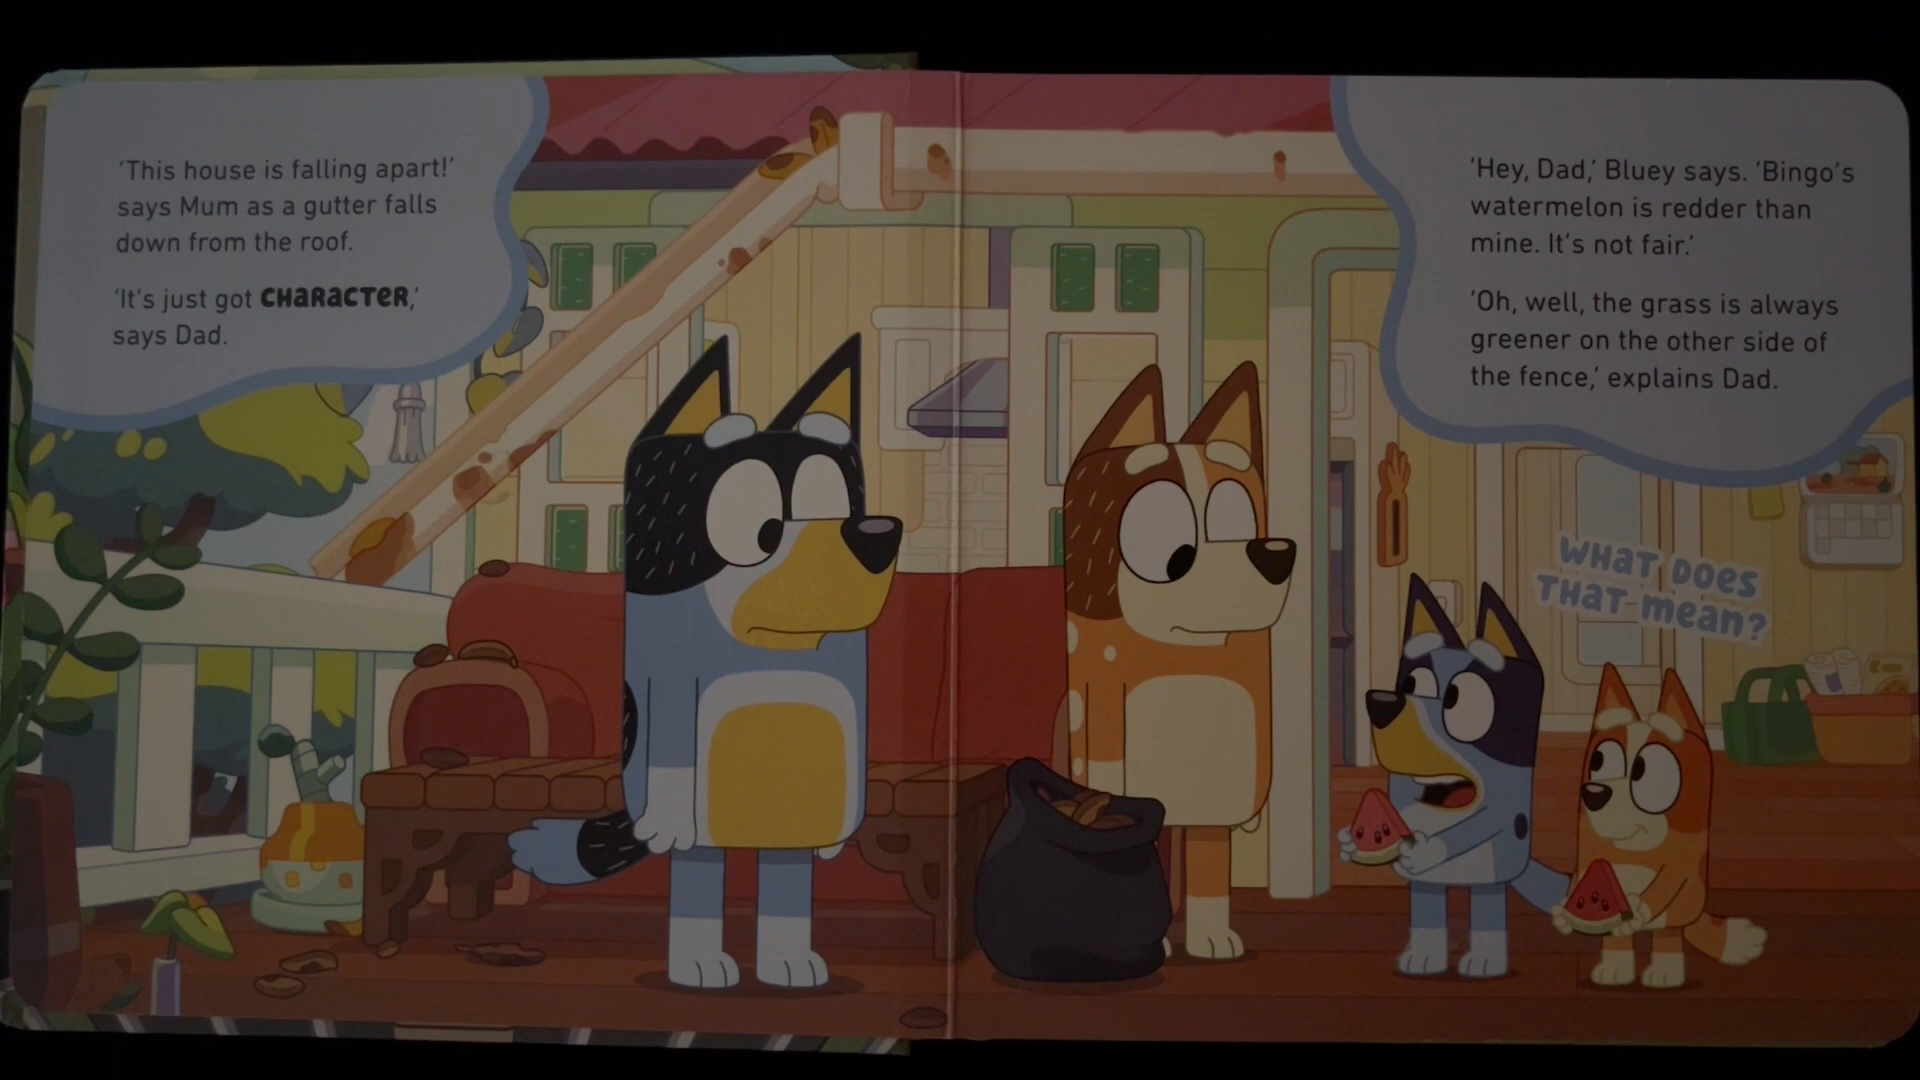 ‘This house is falling apart!’
says Mum as a gutter falls
down from the roof.
‘It’s just got CHARACTER,’
says Dad.
‘Hey, Dad,’ Bluey says. ‘Bingo’s
watermelon is redder than
mine. It’s not fair.’
‘Oh, well, the grass is always
greener on the other side of
the fence,’ explains Dad.
WHAT DOES
THAT mean?